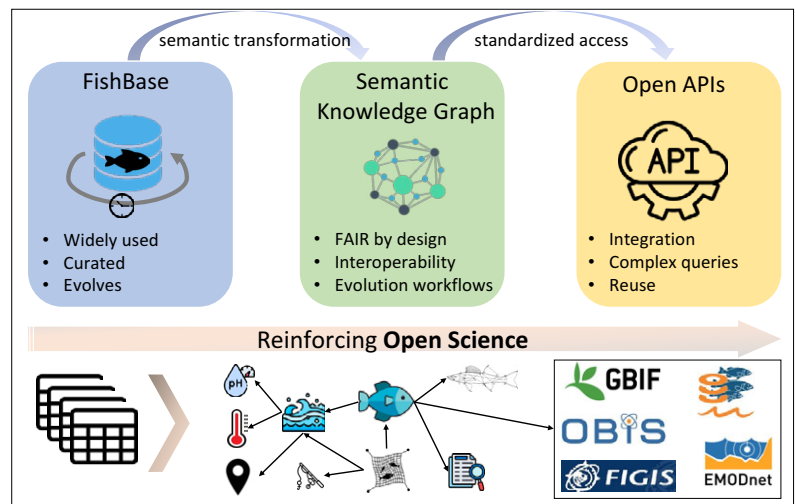 semantic transformation
standardized access
FishBase
Semantic
Knowledge Graph
Open APIs
API
• Widely used
• Curated
• Evolves
• FAIR by design
• Interoperability
• Evolution workflows
• Integration
• Complex queries
• Reuse
Reinforcing Open Science
pH
GBIF
OBIS
FIGIS
EMODnet